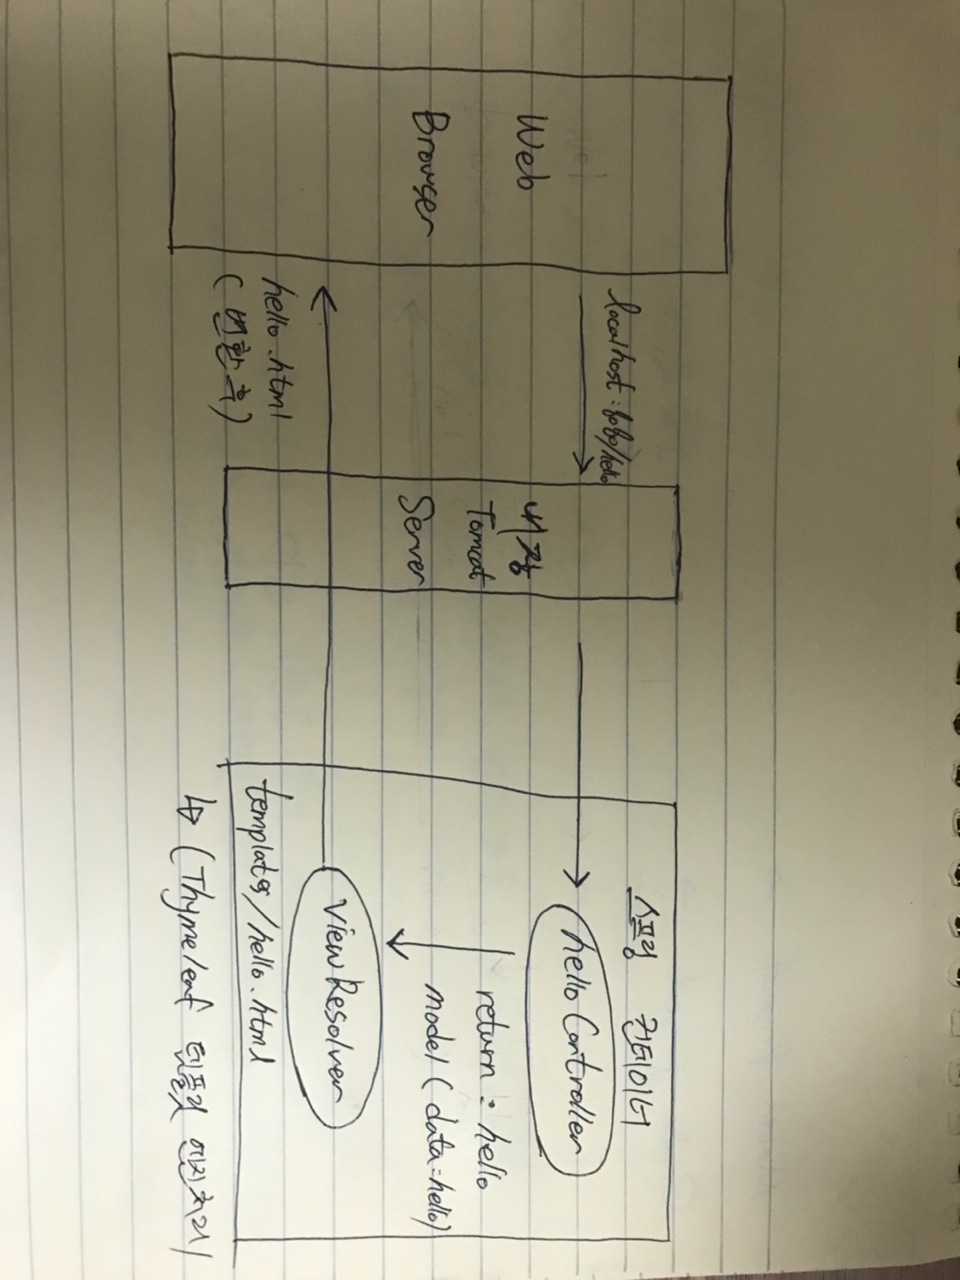 Web
Browser
localhost:8080/hello
hello.html
(변환 후)
내장
Tomcat
Server
스프링 컨테이너
helloController
return : hello
model ( data=hello)
viewResolver
templates/hello.html
↳ (Thymeleaf 템플릿 엔진처리)